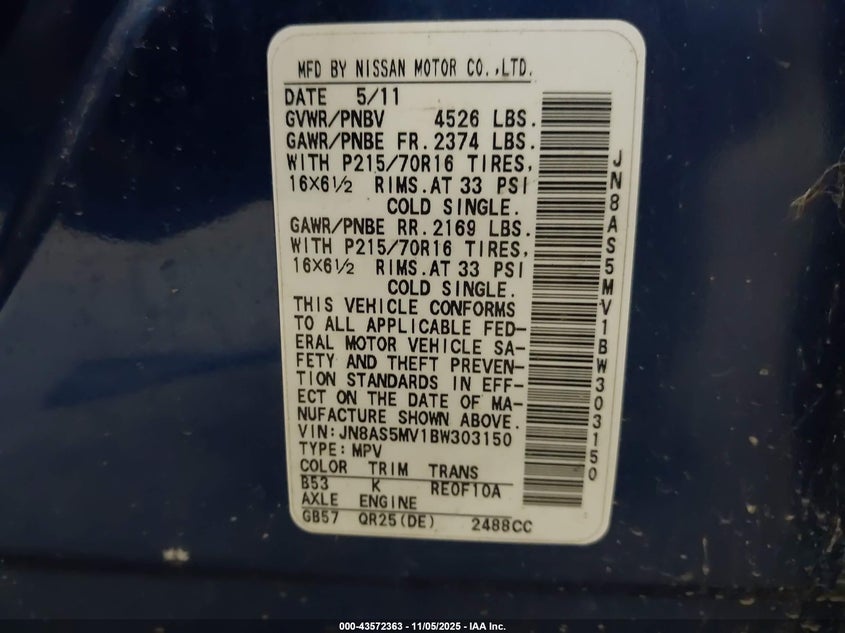 MFD BY NISSAN MOTOR CO.,LTD.
DATE 5/11
GVWR/PNBV 4526 LBS.
GAWR/PNBE FR. 2374 LBS.
WITH P215/70R16 TIRES,
16X6½ RIMS. AT 33 PSI
COLD SINGLE.
GAWR/PNBE RR. 2169 LBS.
WITH P215/70R16 TIRES,
16X6½ RIMS. AT 33 PSI
COLD SINGLE.
THIS VEHICLE CONFORMS
TO ALL APPLICABLE FED-
ERAL MOTOR VEHICLE SA-
FETY AND THEFT PREVEN-
TION STANDARDS IN EFF-
ECT ON THE DATE OF MA-
NUFACTURE SHOWN ABOVE.
VIN:JN8AS5MV1BW303150
TYPE:MPV
COLOR TRIM TRANS
B53 K RE0F10A
AXLE ENGINE
GB57 QR25(DE) 2488CC
JN8AS5MV1BW303150
000-43572363 - 11/05/2025 - IAA Inc.